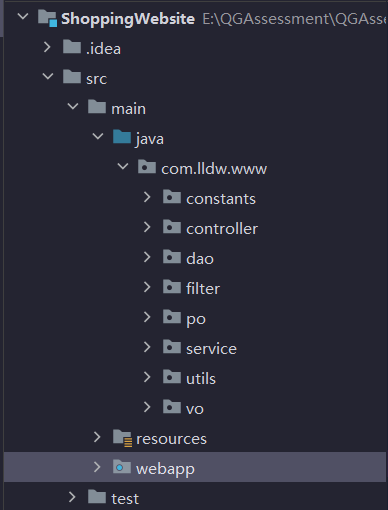 ShoppingWebsite E:\QGAssessment\QGAsse
.idea
src
main
java
com.lldw.www
constants
controller
dao
filter
po
service
utils
vo
resources
webapp
test